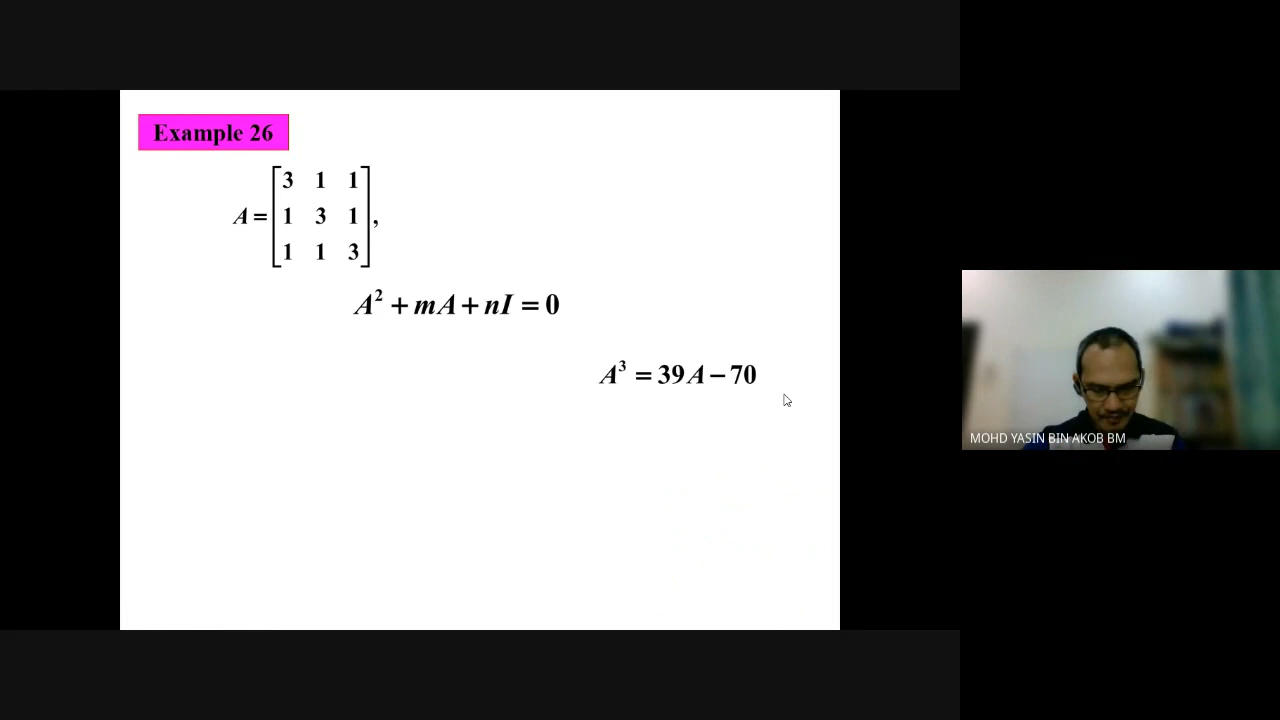 Example 26
A = [3 1 1
1 3 1
1 1 3],
A² + mA + nI = 0
A³ = 39A − 70
MOHD YASIN BIN AKOB BM